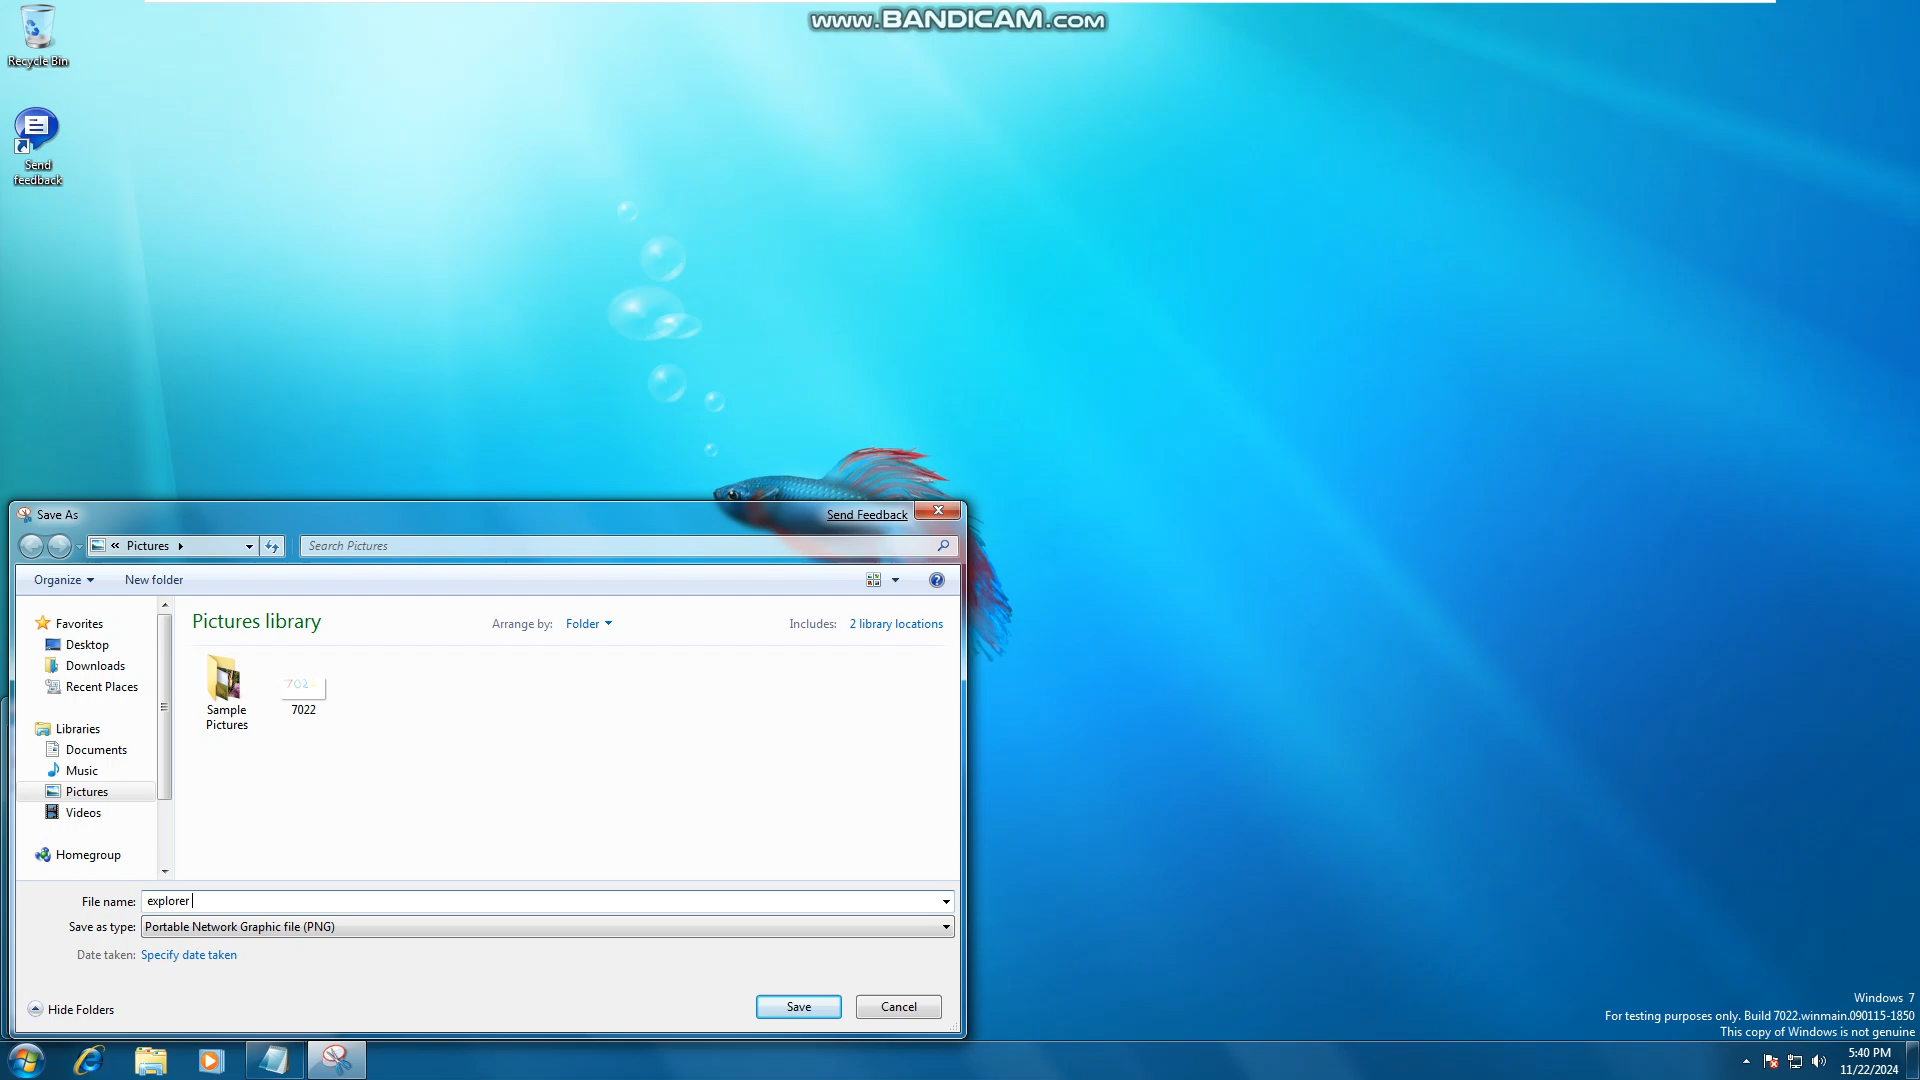 www.BANDICAM.com
Recycle Bin
Send
feedback
Save As
Send Feedback
Pictures
Search Pictures
Organize
New folder
Favorites
Desktop
Downloads
Recent Places
Libraries
Documents
Music
Pictures
Videos
Homegroup
Pictures library
Arrange by: Folder
Includes: 2 library locations
Sample
Pictures
7022
File name: explorer
Save as type: Portable Network Graphic file (PNG)
Date taken: Specify date taken
Hide Folders
Save
Cancel
Windows 7
For testing purposes only. Build 7022.winmain.090115-1850
This copy of Windows is not genuine
5:40 PM
11/22/2024